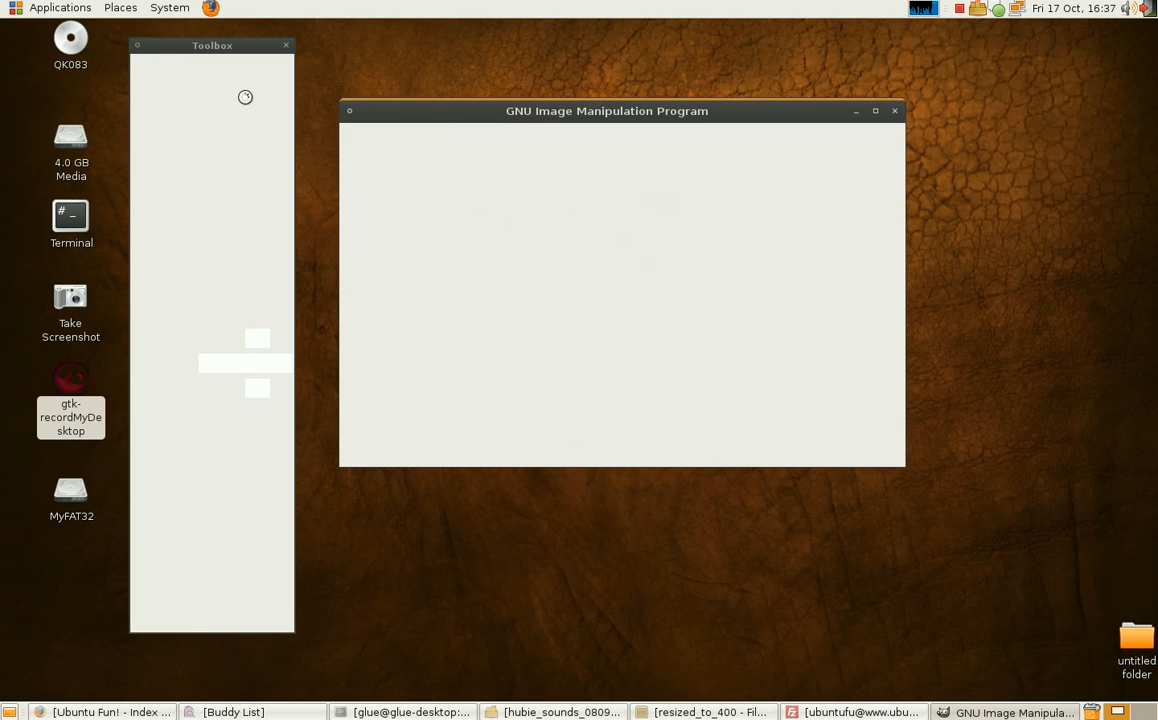 Applications Places System Fri 17 Oct, 16:37
QK083
Toolbox
GNU Image Manipulation Program
4.0 GB
Media
# _
Terminal
Take
Screenshot
gtk-
recordMyDe
sktop
MyFAT32
untitled
folder
[Ubuntu Fun! - Index ... [Buddy List] [glue@glue-desktop:... [hubie_sounds_0809... [resized_to_400 - Fil... [ubuntufu@www.ubu... GNU Image Manipula...